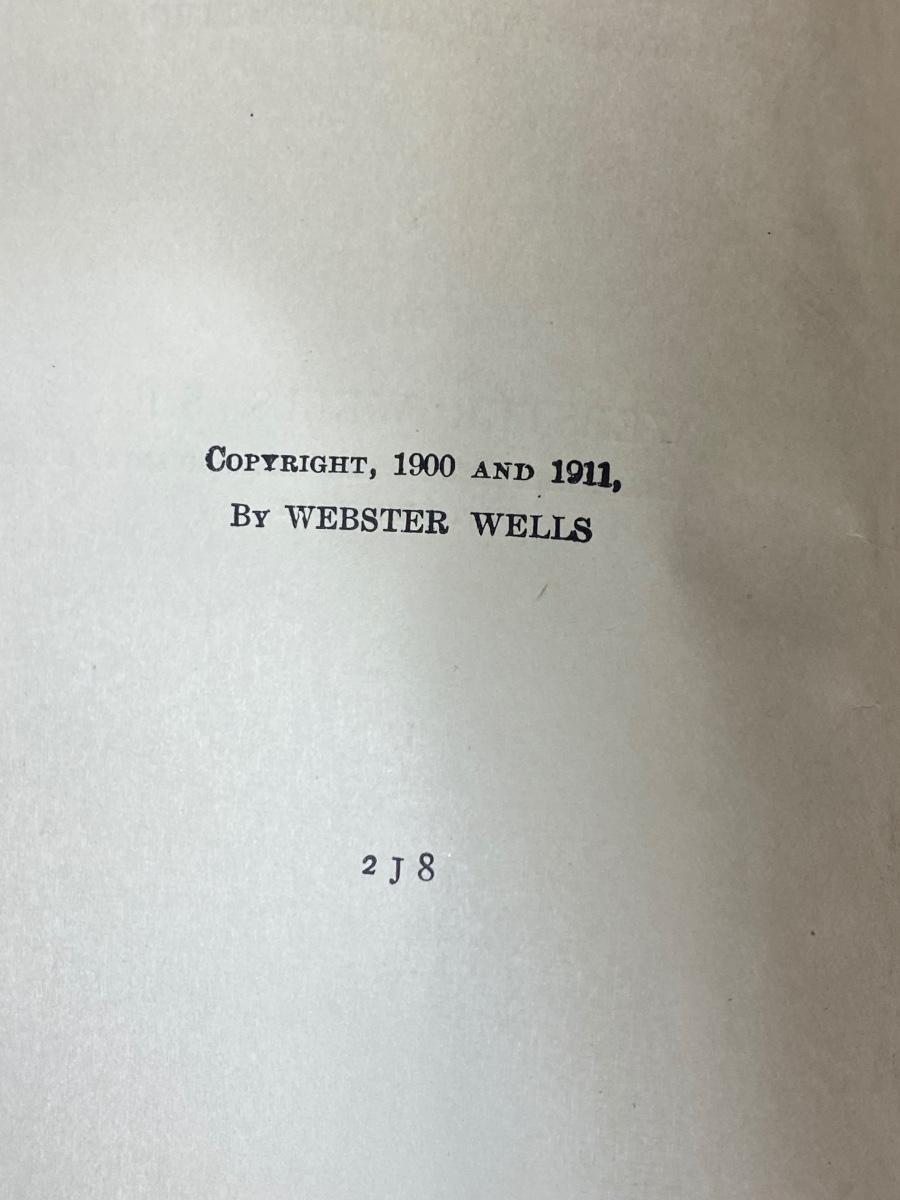 Copyright, 1900 and 1911,
By WEBSTER WELLS
2 J 8